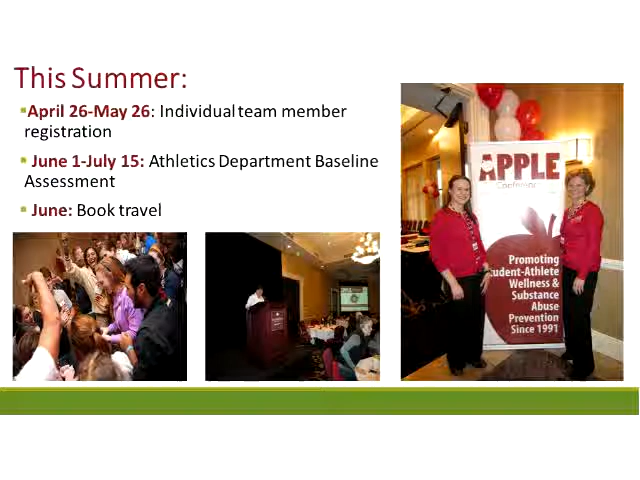 This Summer:
▪April 26-May 26: Individual team member
registration
▪ June 1-July 15: Athletics Department Baseline
Assessment
▪ June: Book travel
APPLE
Conference
Promoting
tudent-Athlete
Wellness &
Substance
Abuse
Prevention
Since 1991